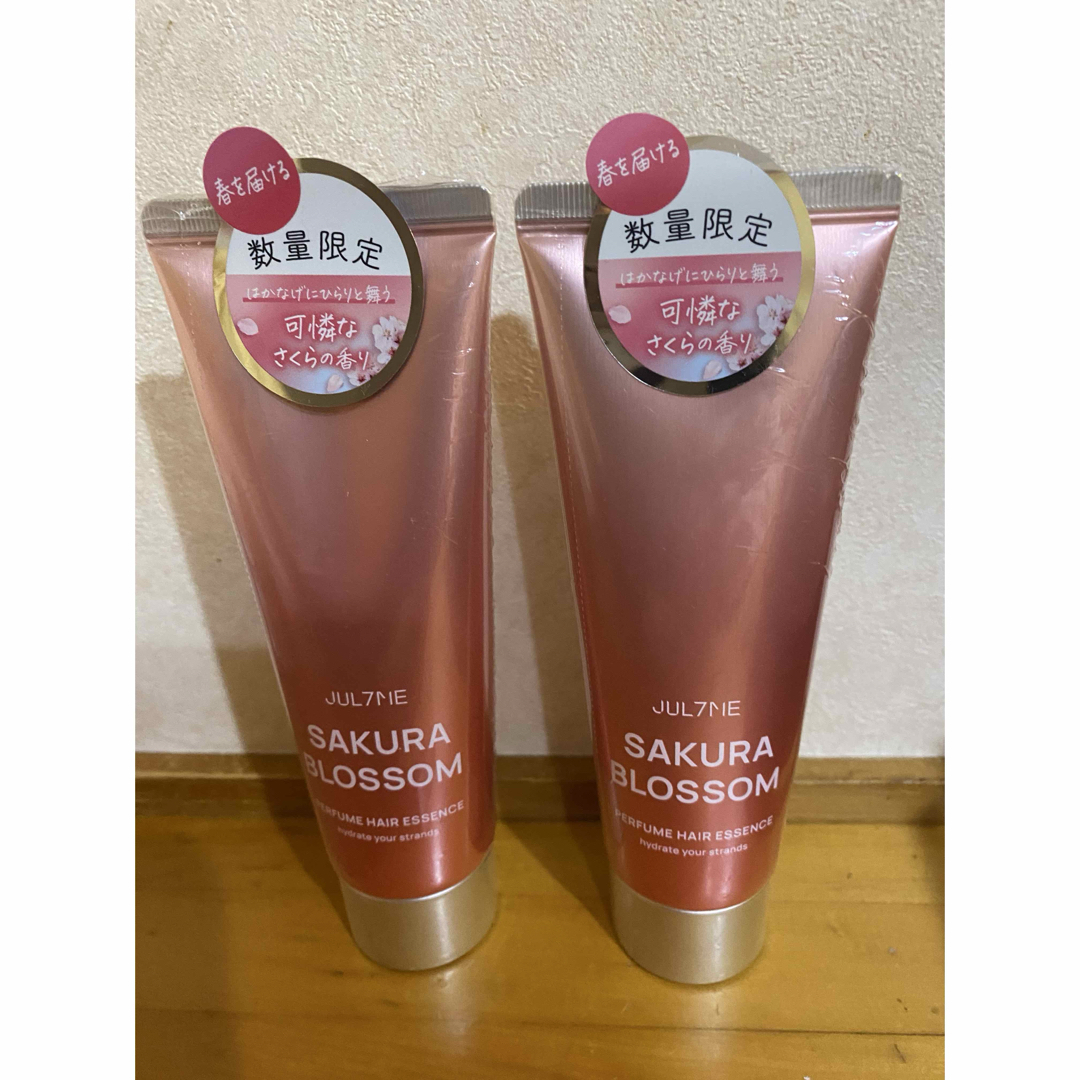 春を届ける
数量限定
はかなげにひらりと舞う
可憐な
さくらの香り
JUL7ME
SAKURA
BLOSSOM
PERFUME HAIR ESSENCE
hydrate your strands
春を届ける
数量限定
はかなげにひらりと舞う
可憐な
さくらの香り
JUL7ME
SAKURA
BLOSSOM
PERFUME HAIR ESSENCE
hydrate your strands